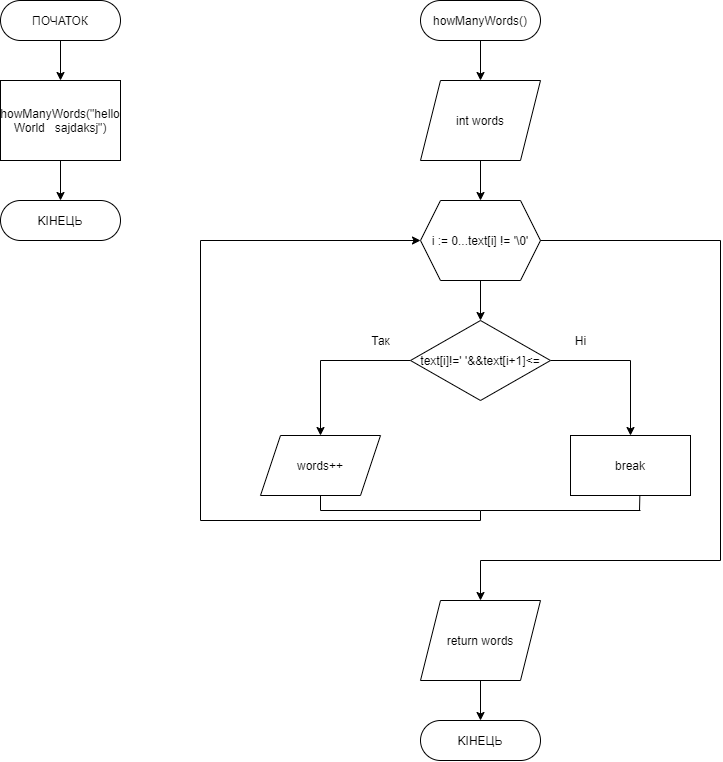 ПОЧАТОК
howManyWords("hello
World   sajdaksj")
КІНЕЦЬ
howManyWords()
int words
i := 0...text[i] != '\0'
text[i]!=' '&&text[i+1]<=
Так
Ні
words++
break
return words
КІНЕЦЬ